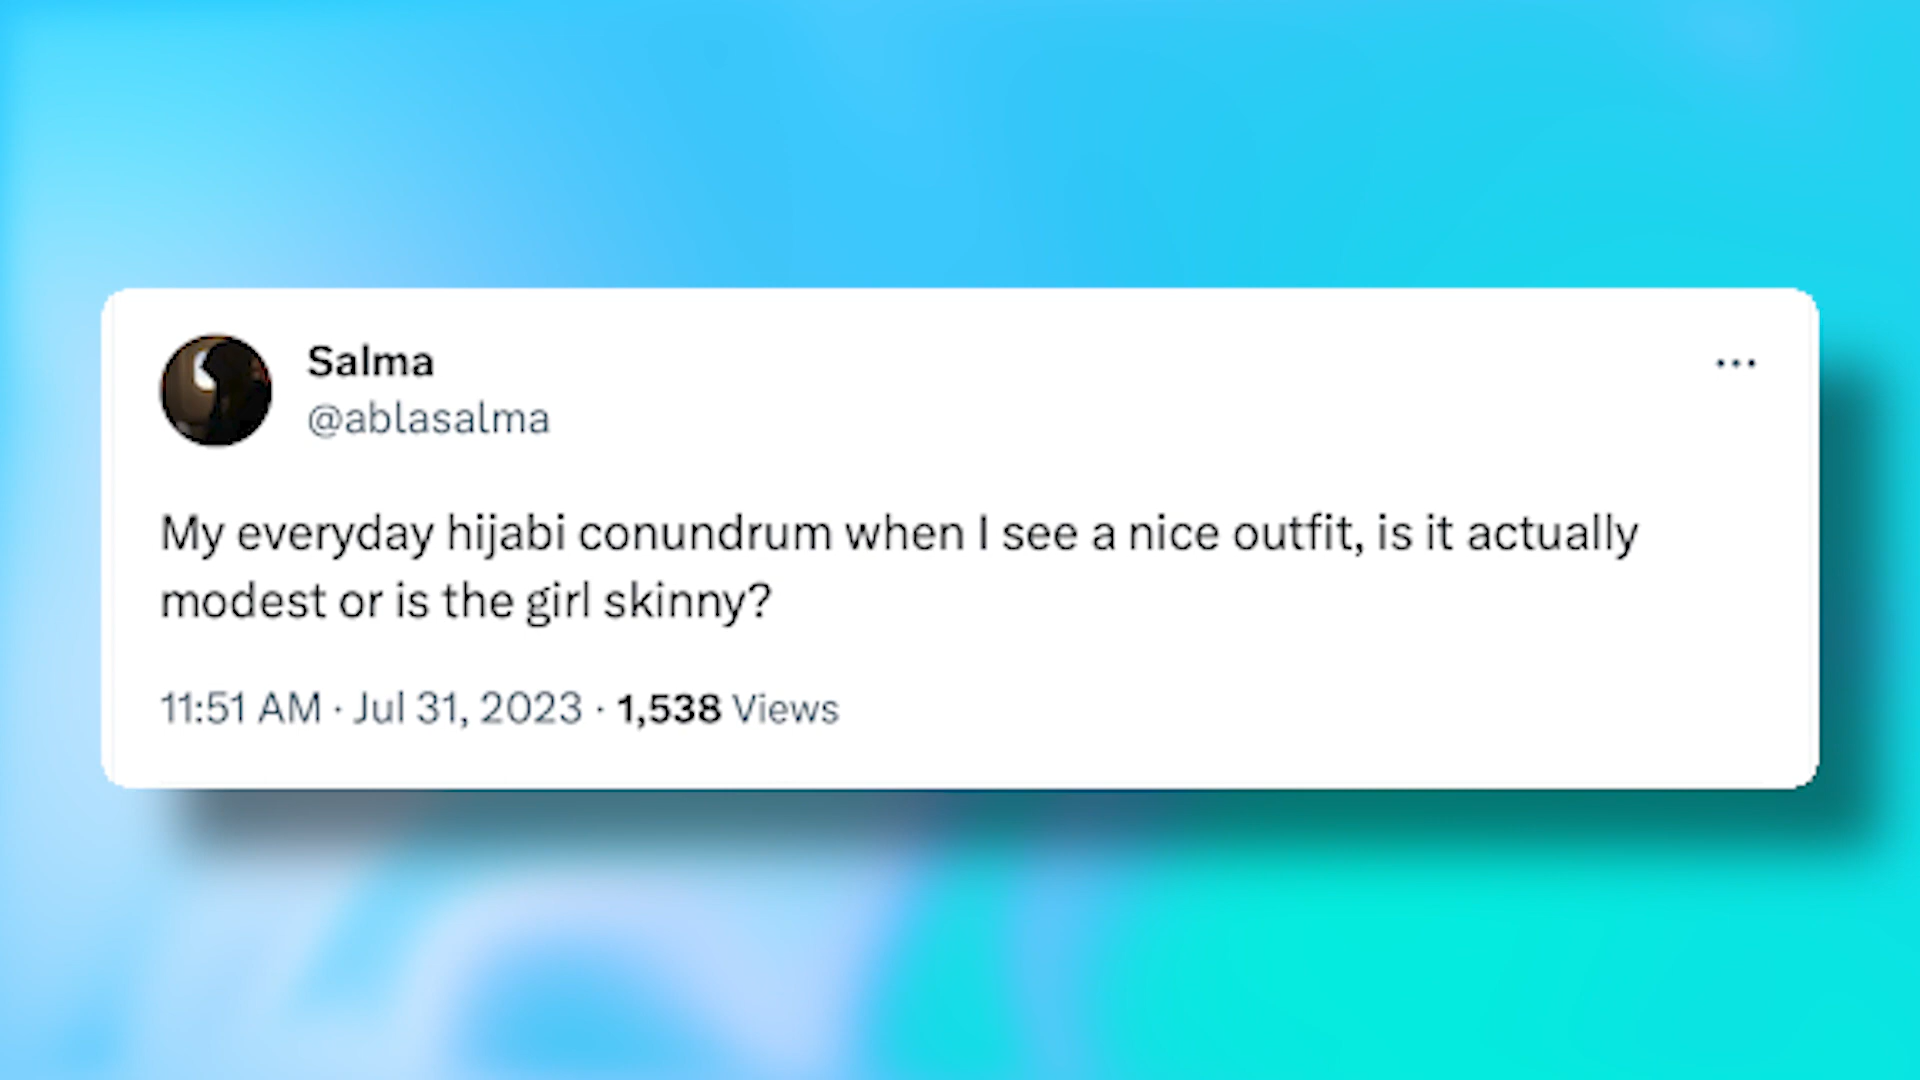 Salma
@ablasalma
My everyday hijabi conundrum when I see a nice outfit, is it actually
modest or is the girl skinny?
11:51 AM · Jul 31, 2023 · 1,538 Views